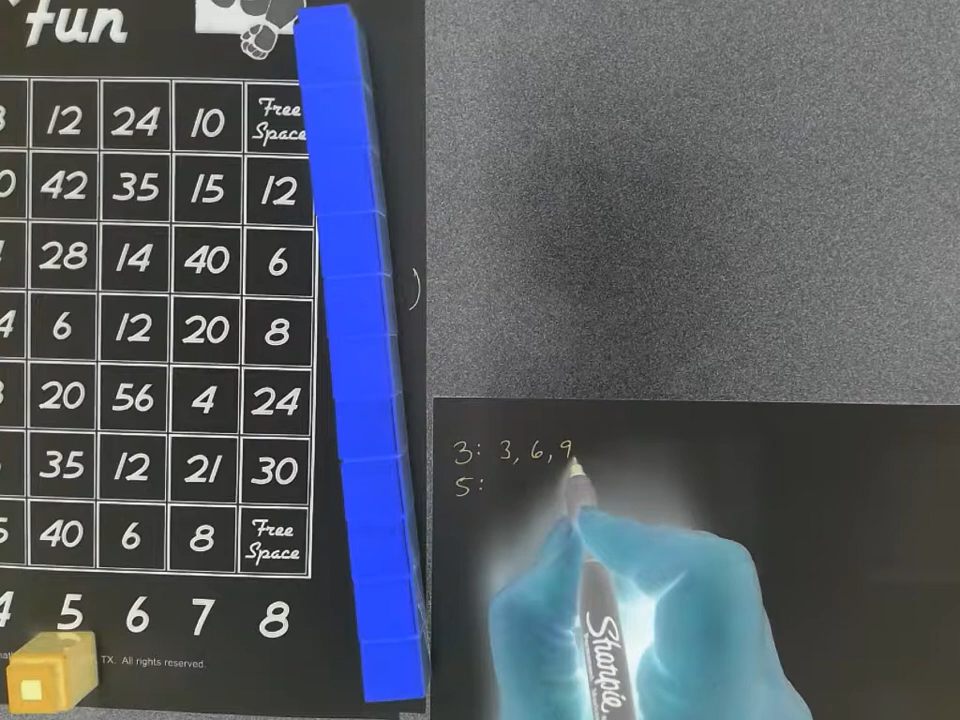 fun
12 24 10 Free Space
42 35 15 12
28 14 40 6
6 12 20 8
20 56 4 24
35 12 21 30
40 6 8 Free Space
4 5 6 7 8
TX. All rights reserved.
)
3: 3, 6, 9
5:
Sharpie